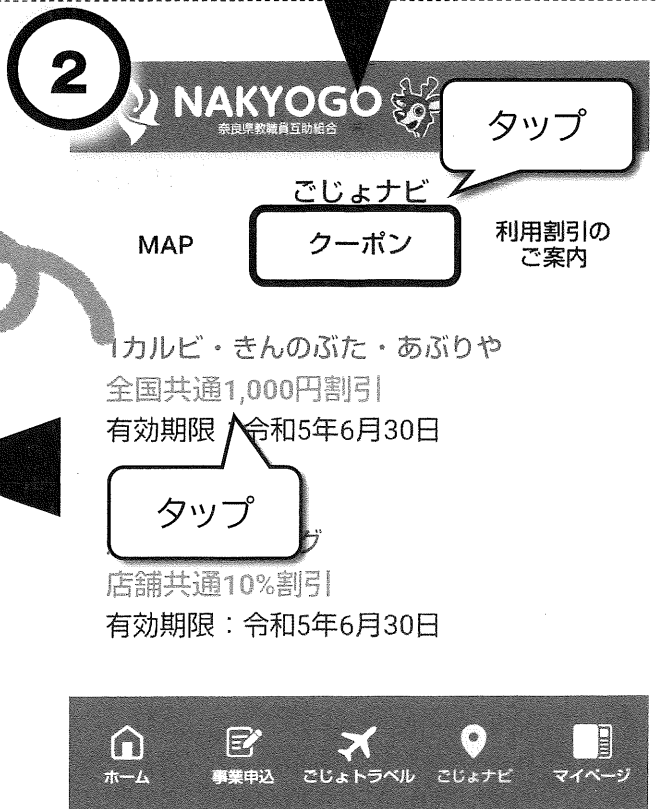 2
NAKYOGO
奈良県教職員互助組合
タップ
ごじょナビ
MAP
クーポン
利用割引の
ご案内
1カルビ・きんのぶた・あぶりや
全国共通1,000円割引
有効期限:令和5年6月30日
タップ
グ
店舗共通10%割引
有効期限:令和5年6月30日
ホーム
事業申込
ごじょトラベル
ごじょナビ
マイページ